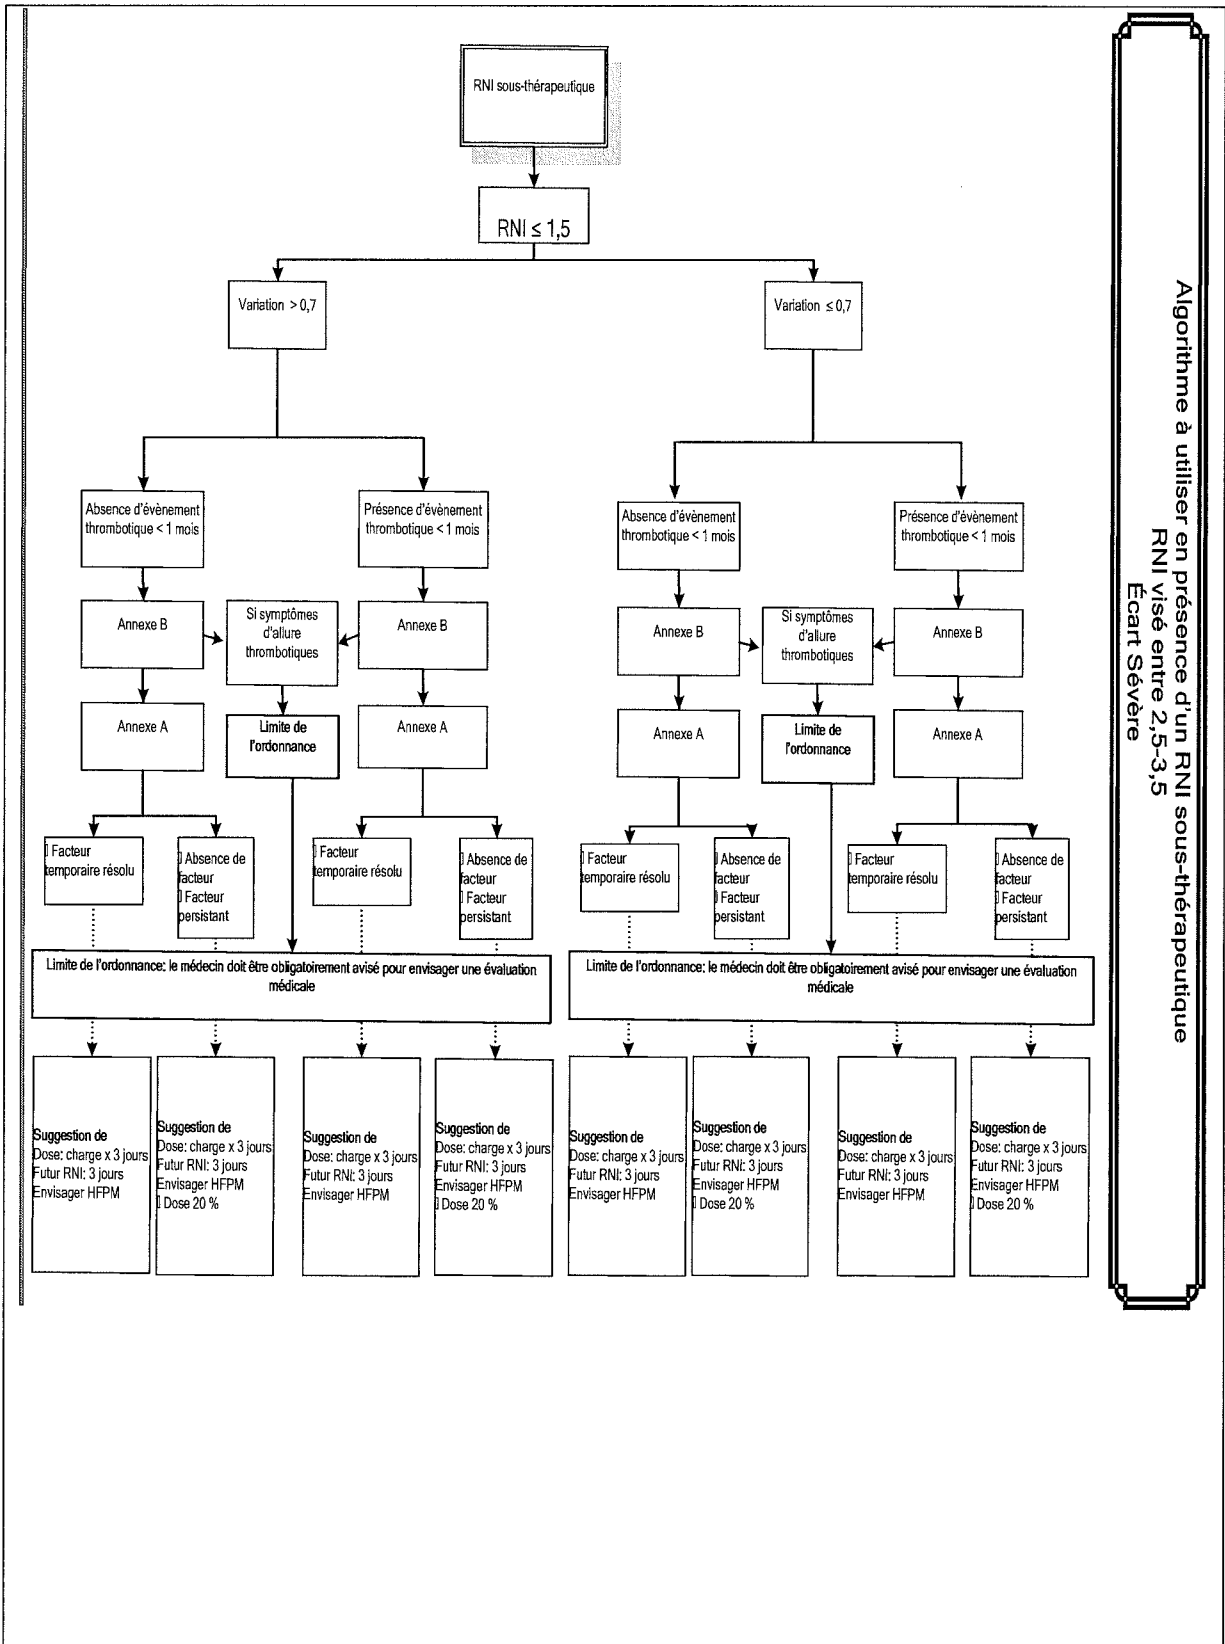 Algorithme à utiliser en présence d'un RNI sous-thérapeutique
RNI visé entre 2,5-3,5
Écart Sévère
RNI sous-thérapeutique
RNI ≤ 1,5
Variation > 0,7
Variation ≤ 0,7
Absence d'évènement
thrombotique < 1 mois
Présence d'évènement
thrombotique < 1 mois
Absence d'évènement
thrombotique < 1 mois
Présence d'évènement
thrombotique < 1 mois
Annexe B
Si symptômes
d'allure
thrombotiques
Annexe B
Annexe B
Si symptômes
d'allure
thrombotiques
Annexe B
Annexe A
Limite de
l'ordonnance
Annexe A
Annexe A
Limite de
l'ordonnance
Annexe A
Facteur
temporaire résolu
Absence de
facteur
Facteur
persistant
Facteur
temporaire résolu
Absence de
facteur
Facteur
persistant
Facteur
temporaire résolu
Absence de
facteur
Facteur
persistant
Facteur
temporaire résolu
Absence de
facteur
Facteur
persistant
Limite de l'ordonnance: le médecin doit être obligatoirement avisé pour envisager une évaluation
médicale
Limite de l'ordonnance: le médecin doit être obligatoirement avisé pour envisager une évaluation
médicale
Suggestion de
Dose: charge x 3 jours
Futur RNI: 3 jours
Envisager HFPM
Suggestion de
Dose: charge x 3 jours
Futur RNI: 3 jours
Envisager HFPM
Dose 20 %
Suggestion de
Dose: charge x 3 jours
Futur RNI: 3 jours
Envisager HFPM
Suggestion de
Dose: charge x 3 jours
Futur RNI: 3 jours
Envisager HFPM
Dose 20 %
Suggestion de
Dose: charge x 3 jours
Futur RNI: 3 jours
Envisager HFPM
Suggestion de
Dose: charge x 3 jours
Futur RNI: 3 jours
Envisager HFPM
Dose 20 %
Suggestion de
Dose: charge x 3 jours
Futur RNI: 3 jours
Envisager HFPM
Suggestion de
Dose: charge x 3 jours
Futur RNI: 3 jours
Envisager HFPM
Dose 20 %